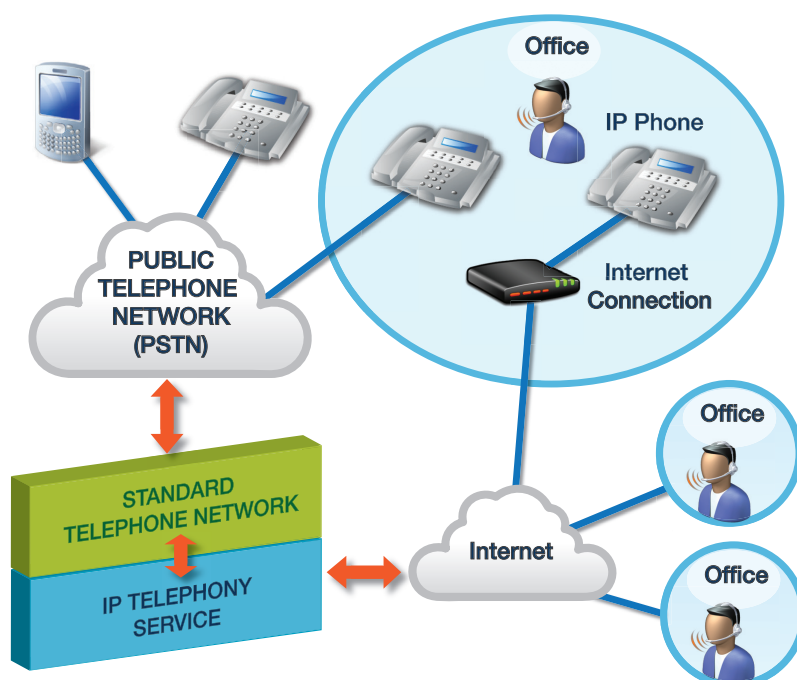 Office
IP Phone
PUBLIC
TELEPHONE
NETWORK
(PSTN)
Internet
Connection
Office
STANDARD
TELEPHONE NETWORK
Internet
IP TELEPHONY
SERVICE
Office